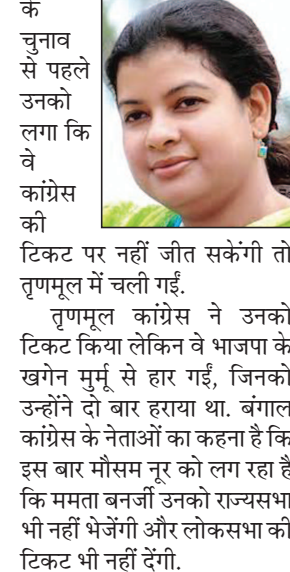 के
चुनाव
से पहले
उनको
लगा कि
वे
कांग्रेस
की
टिकट पर नहीं जीत सकेंगी तो
तृणमूल में चली गईं.
तृणमूल कांग्रेस ने उनको
टिकट किया लेकिन वे भाजपा के
खगेन मुर्मू से हार गईं, जिनको
उन्होंने दो बार हराया था. बंगाल
कांग्रेस के नेताओं का कहना है कि
इस बार मौसम नूर को लग रहा है
कि ममता बनर्जी उनको राज्यसभा
भी नहीं भेजेंगी और लोकसभा की
टिकट भी नहीं देंगी.